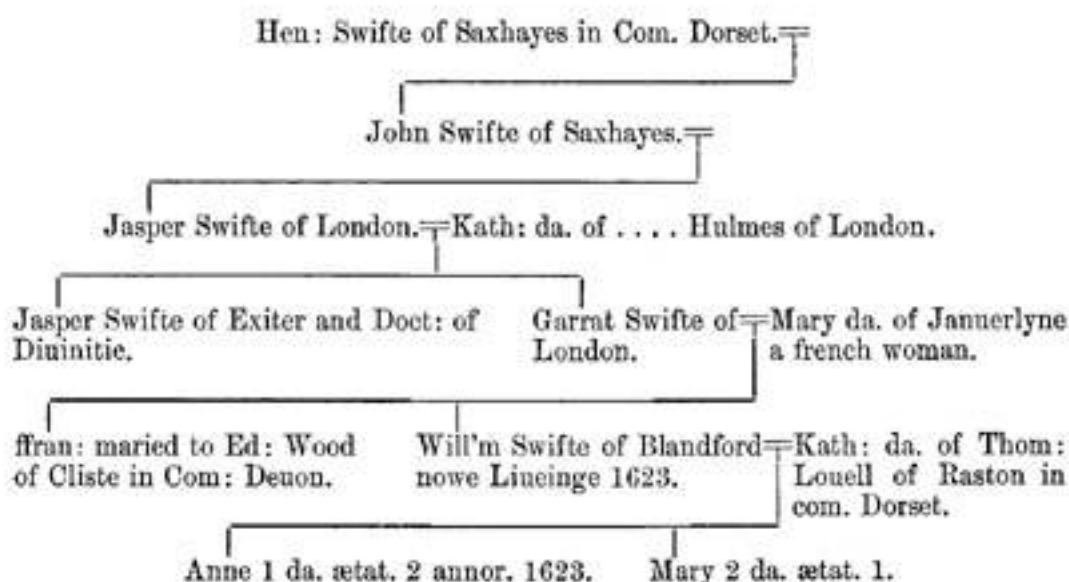 Hen: Swifte of Saxhayes in Com. Dorset.
John Swifte of Saxhayes.
Jasper Swifte of London. Kath: da. of .... Hulmes of London.
Jasper Swifte of Exiter and Doct: of
Diuinitie.
Garrat Swifte of
London.
Mary da. of Januerlyne
a french woman.
ffran: maried to Ed: Wood
of Cliste in Com: Deuon.
Will'm Swifte of Blandford
nowe Liueinge 1623.
Kath: da. of Thom:
Louell of Raston in
com. Dorset.
Anne 1 da. ætat. 2 annor. 1623.
Mary 2 da. ætat. 1.